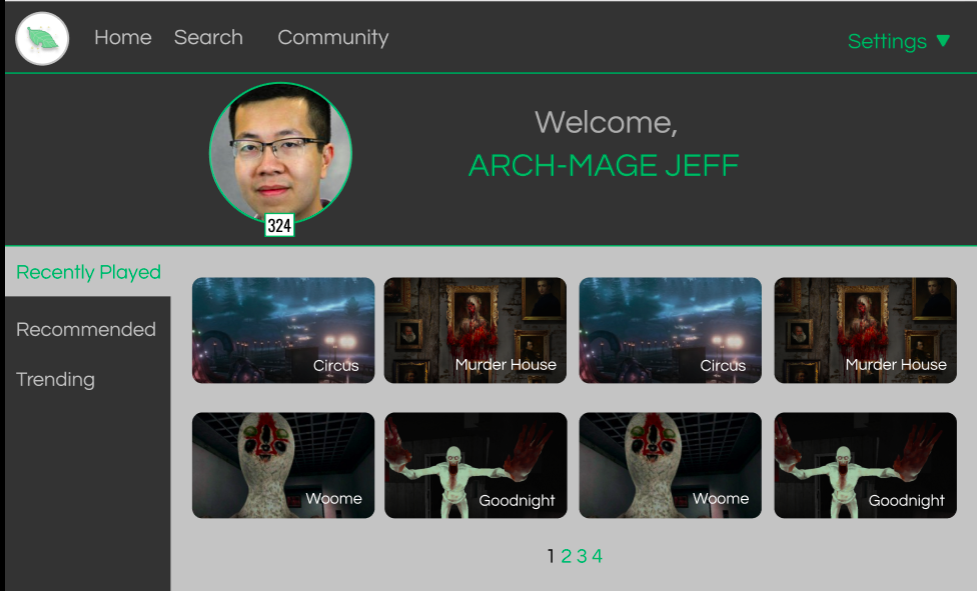 Home Search Community
Settings ▼
Welcome,
ARCH-MAGE JEFF
324
Recently Played
Recommended
Trending
Circus Murder House Circus Murder House
Woome Goodnight Woome Goodnight
1 2 3 4